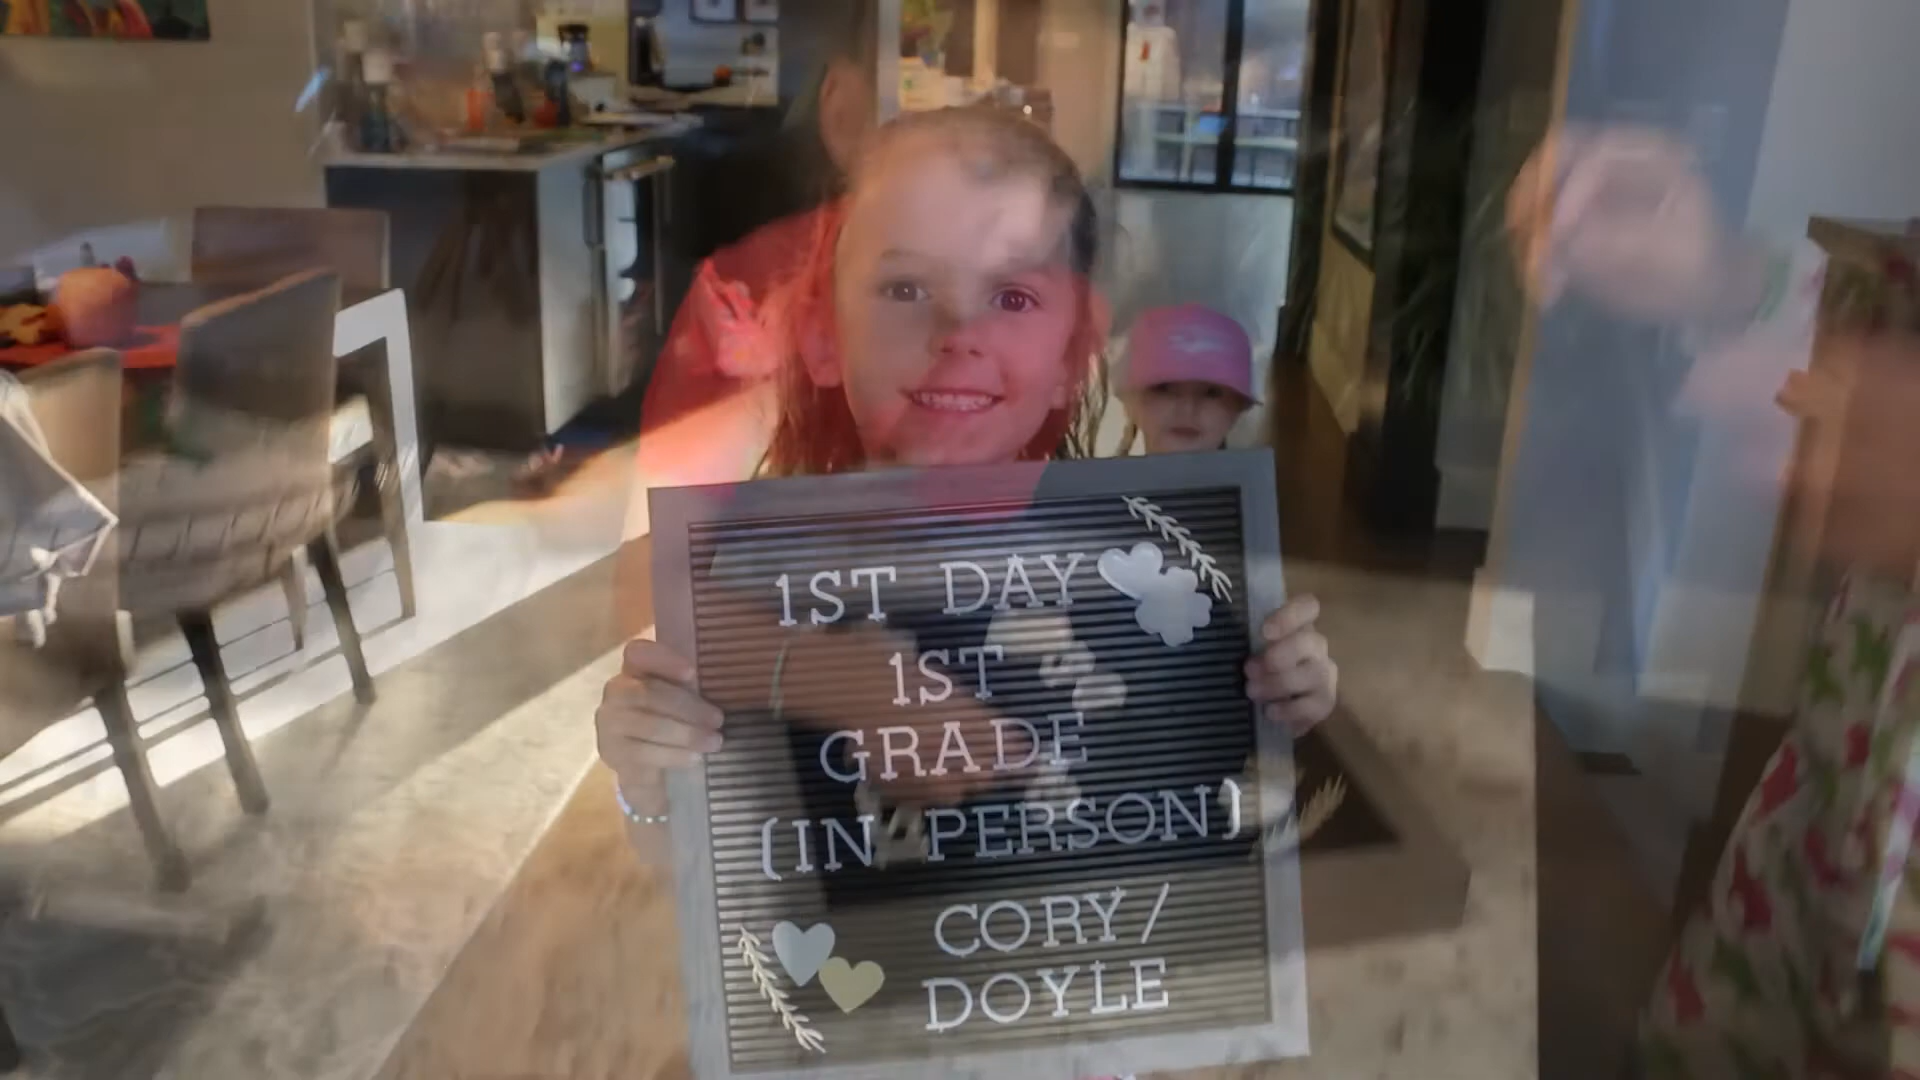 1ST DAY
1ST
GRADE
(IN PERSON)
CORY/
DOYLE